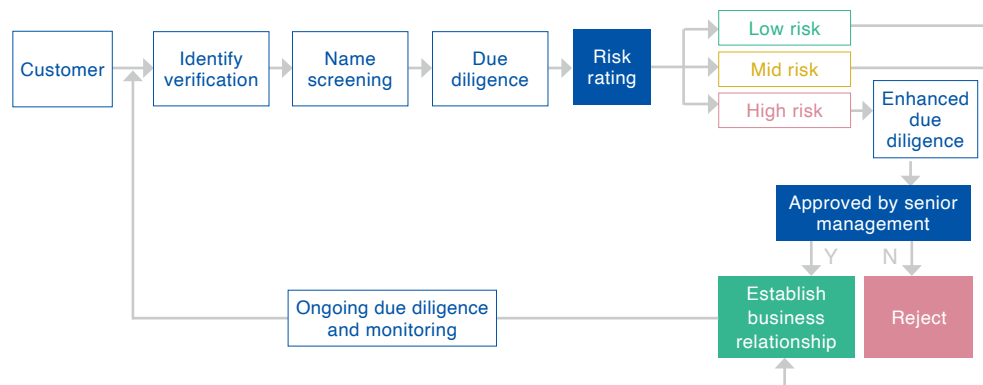 Customer
Identify
verification
Name
screening
Due
diligence
Risk
rating
Low risk
Mid risk
High risk
Enhanced
due
diligence
Approved by senior
management
Y
N
Establish
business
relationship
Reject
Ongoing due diligence
and monitoring